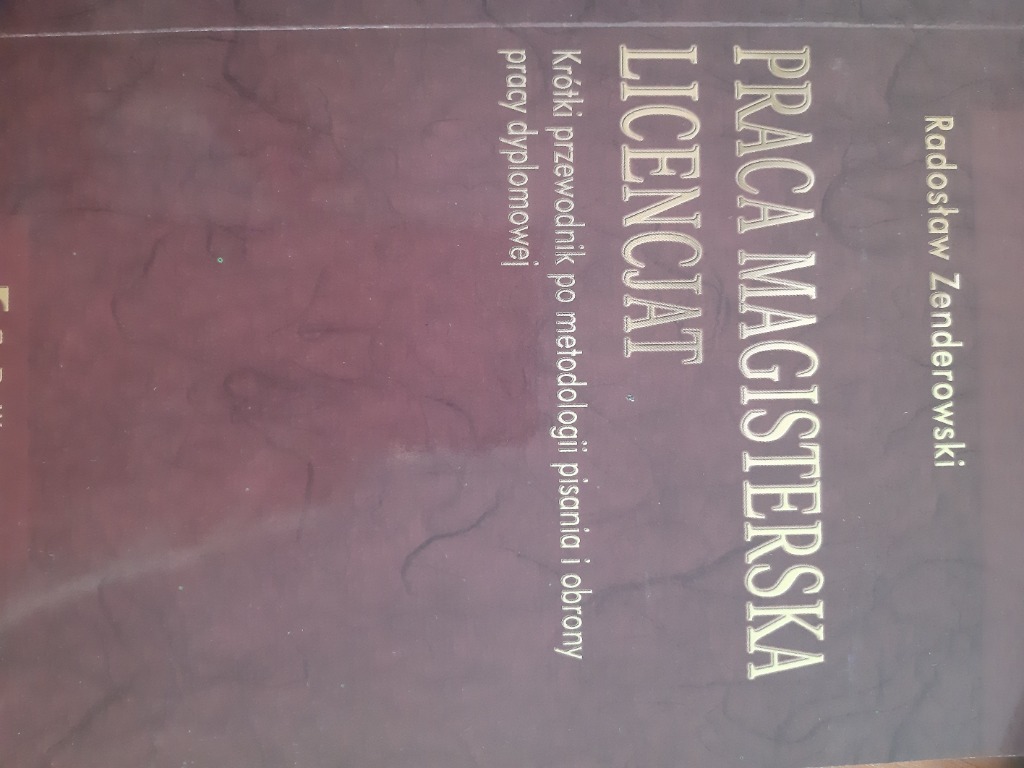 Radosław Zenderowski
PRACA MAGISTERSKA
LICENCJAT
Krótki przewodnik po metodologii pisania i obrony
pracy dyplomowej